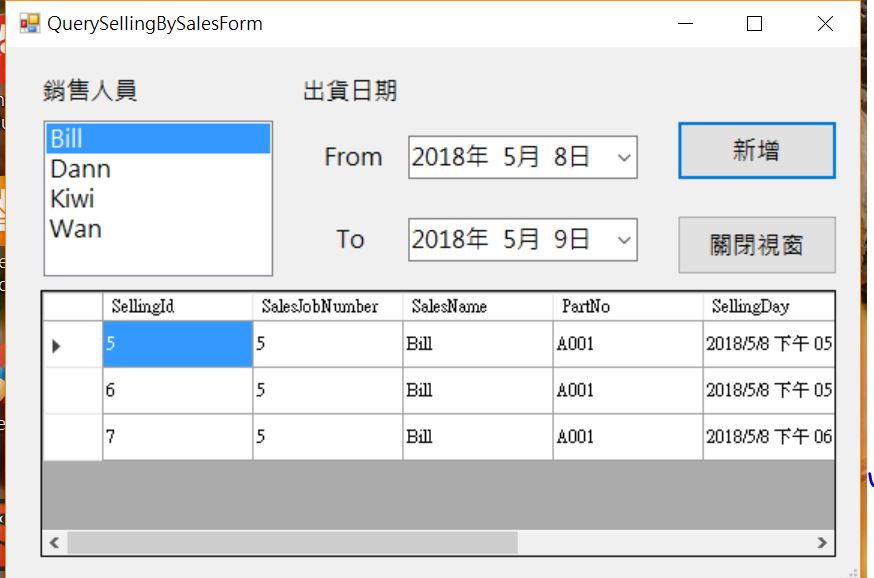 QuerySellingBySalesForm
銷售人員
出貨日期
Bill
Dann
Kiwi
Wan
From 2018年 5月 8日
To 2018年 5月 9日
新增
關閉視窗
SellingId SalesJobNumber SalesName PartNo SellingDay
5 5 Bill A001 2018/5/8 下午 05
6 5 Bill A001 2018/5/8 下午 05
7 5 Bill A001 2018/5/8 下午 06